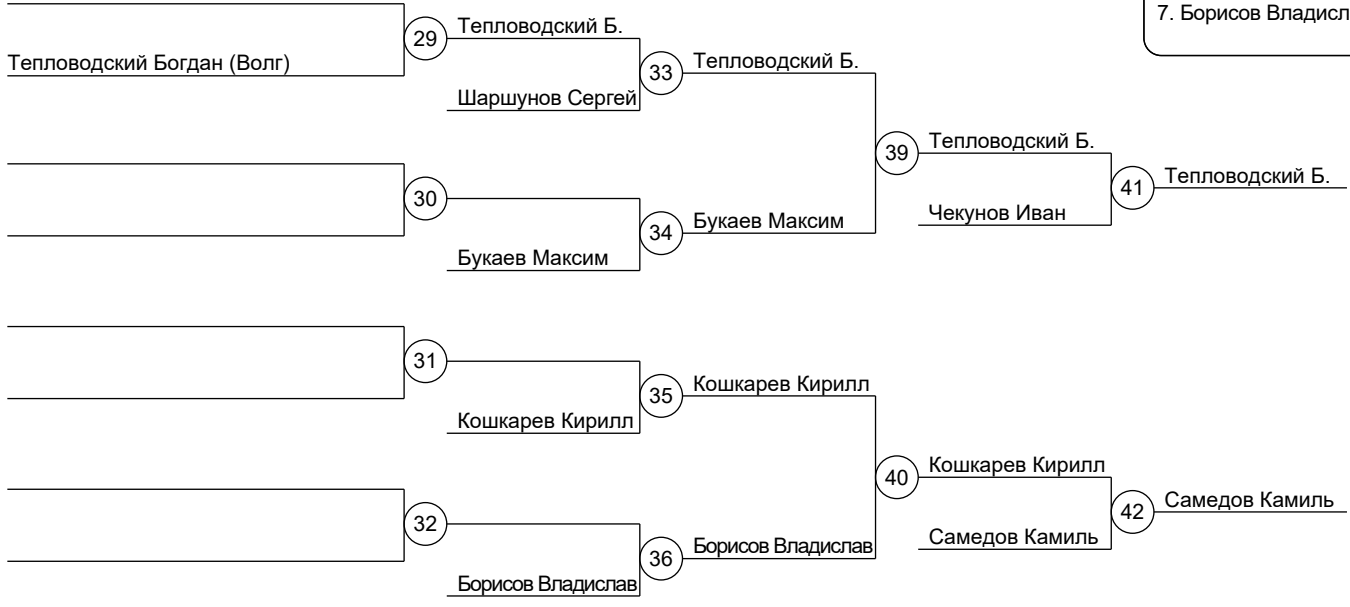 7. Борисов Владисл
29
Тепловодский Б.
Тепловодский Богдан (Волг)
33
Тепловодский Б.
Шаршунов Сергей
39
Тепловодский Б.
41
Тепловодский Б.
30
Чекунов Иван
34
Букаев Максим
Букаев Максим
31
35
Кошкарев Кирилл
Кошкарев Кирилл
40
Кошкарев Кирилл
42
Самедов Камиль
32
Самедов Камиль
36
Борисов Владислав
Борисов Владислав